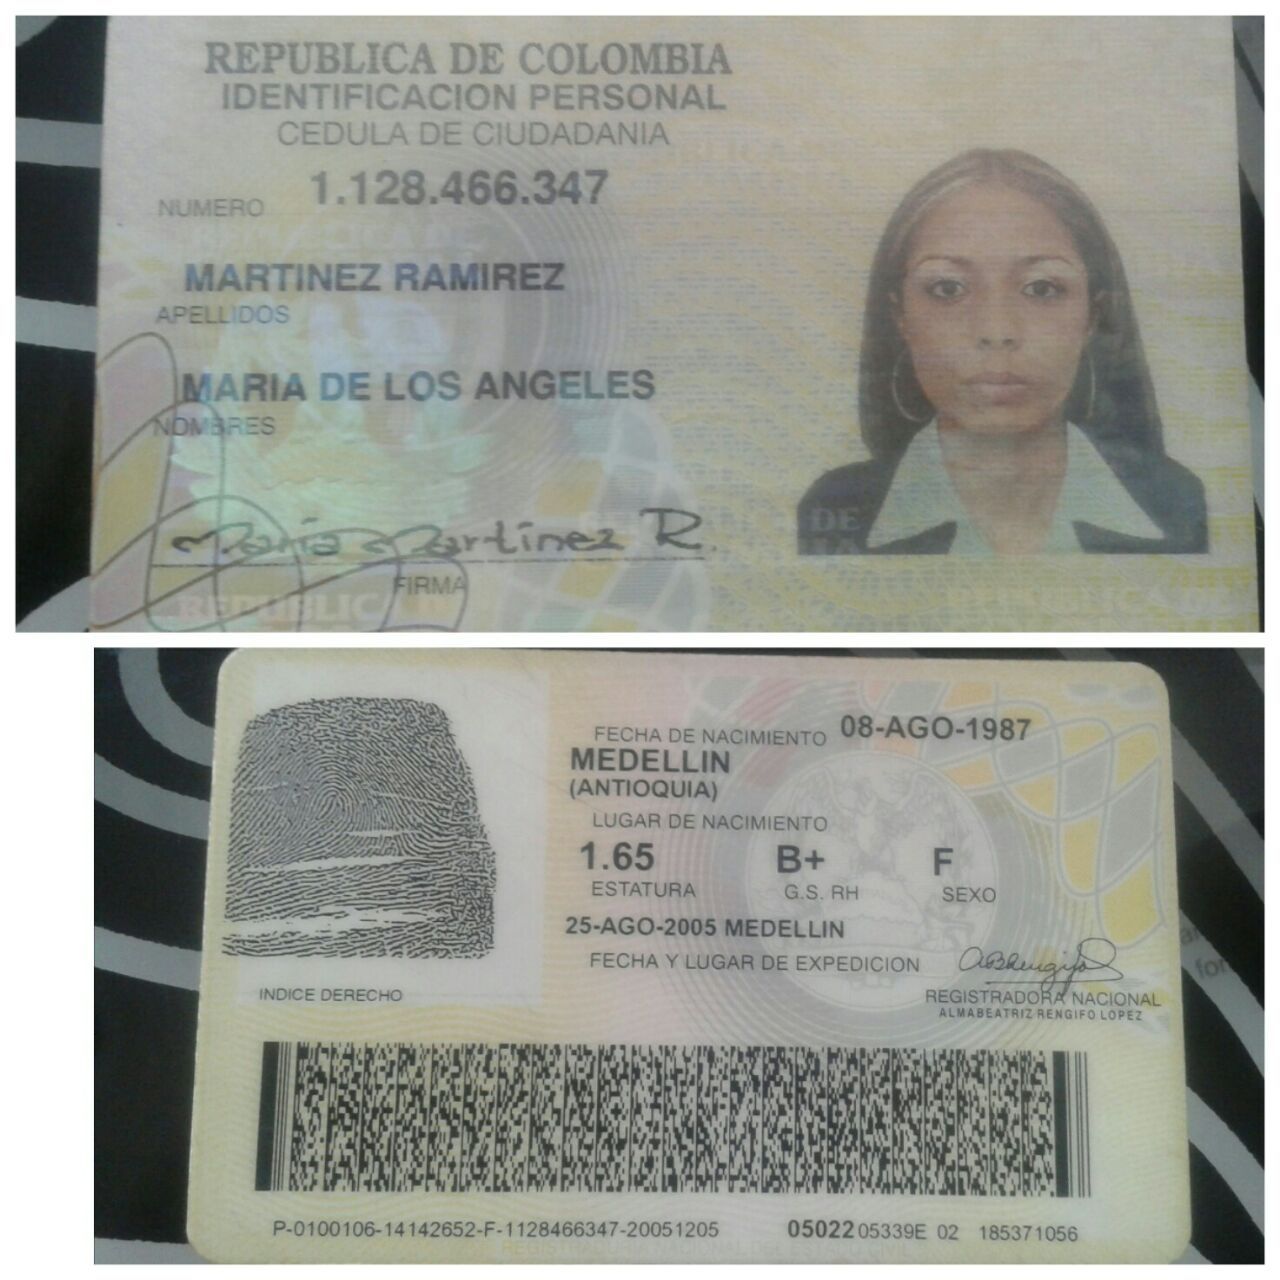 REPUBLICA DE COLOMBIA
IDENTIFICACION PERSONAL
CEDULA DE CIUDADANIA
NUMERO 1.128.466.347
MARTINEZ RAMIREZ
APELLIDOS
MARIA DE LOS ANGELES
NOMBRES
Maria Martinez R.
FIRMA
FECHA DE NACIMIENTO 08-AGO-1987
MEDELLIN
(ANTIOQUIA)
LUGAR DE NACIMIENTO
1.65 B+ F
ESTATURA G.S. RH SEXO
25-AGO-2005 MEDELLIN
FECHA Y LUGAR DE EXPEDICION
INDICE DERECHO
REGISTRADORA NACIONAL
ALMABEATRIZ RENGIFO LOPEZ
P-0100106-14142652-F-1128466347-20051205 05022 05339E 02 185371056